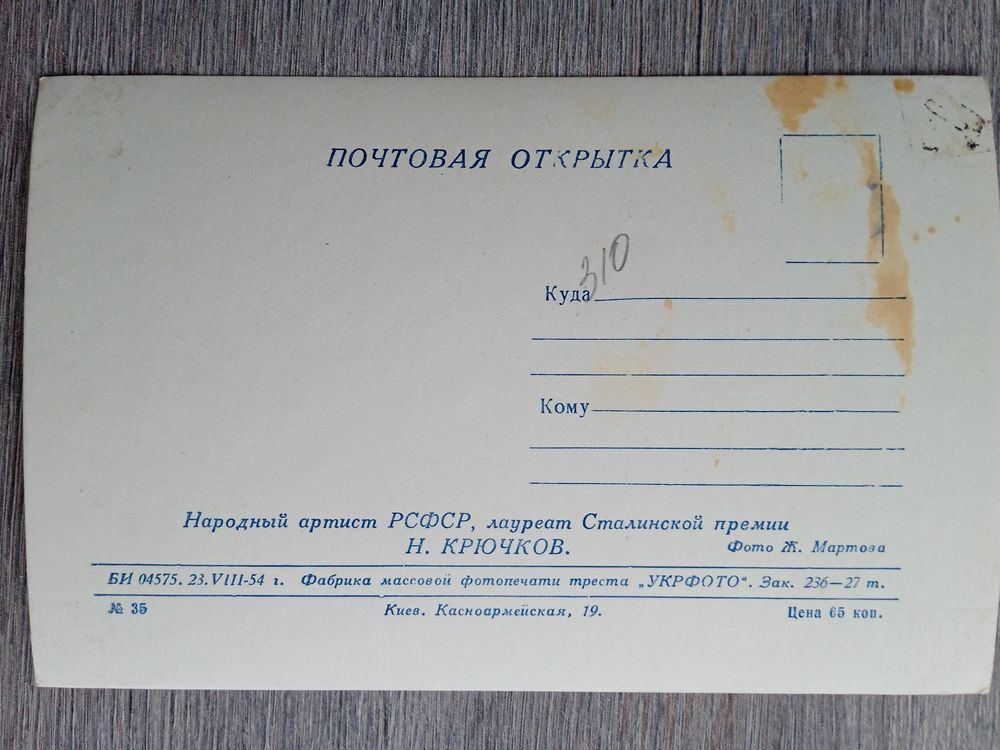 ПОЧТОВАЯ ОТКРЫТКА
310
Куда
Кому
Народный артист РСФСР, лауреат Сталинской премии
Н. КРЮЧКОВ.
Фото Ж. Мартова
БИ 04575. 23.VIII-54 г. Фабрика массовой фотопечати треста „УКРФОТО“. Зак. 236—27 т.
№ 35 Киев. Касноармейская, 19. Цена 65 коп.